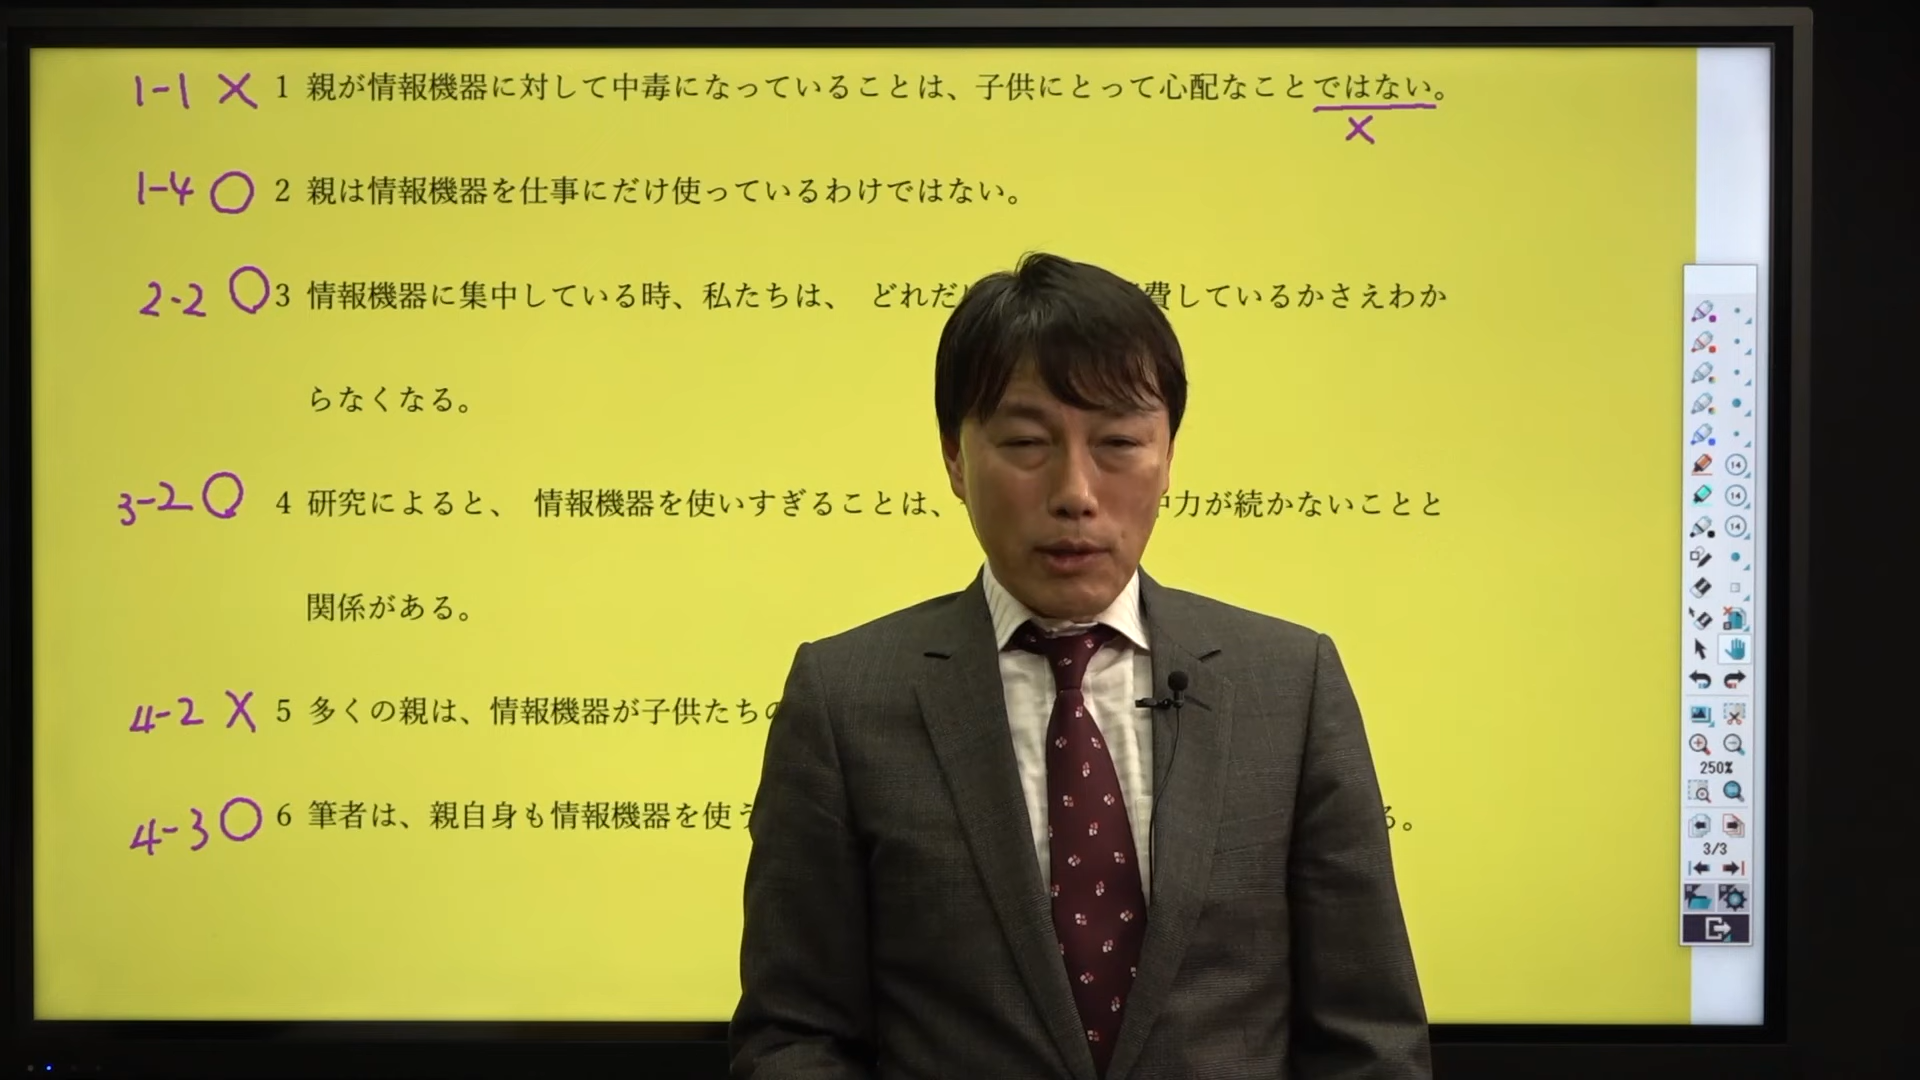 1-1 × 1 親が情報機器に対して中毒になっていることは、子供にとって心配なことではない。
×
1-4 ○ 2 親は情報機器を仕事にだけ使っているわけではない。
2-2 ○ 3 情報機器に集中している時、私たちは、 どれだ 費しているかさえわか
らなくなる。
3-2 ○ 4 研究によると、 情報機器を使いすぎることは、 力が続かないことと
関係がある。
4-2 × 5 多くの親は、情報機器が子供たち
4-3 ○ 6 筆者は、親自身も情報機器を使 る。
14
14
14
250%
3/3